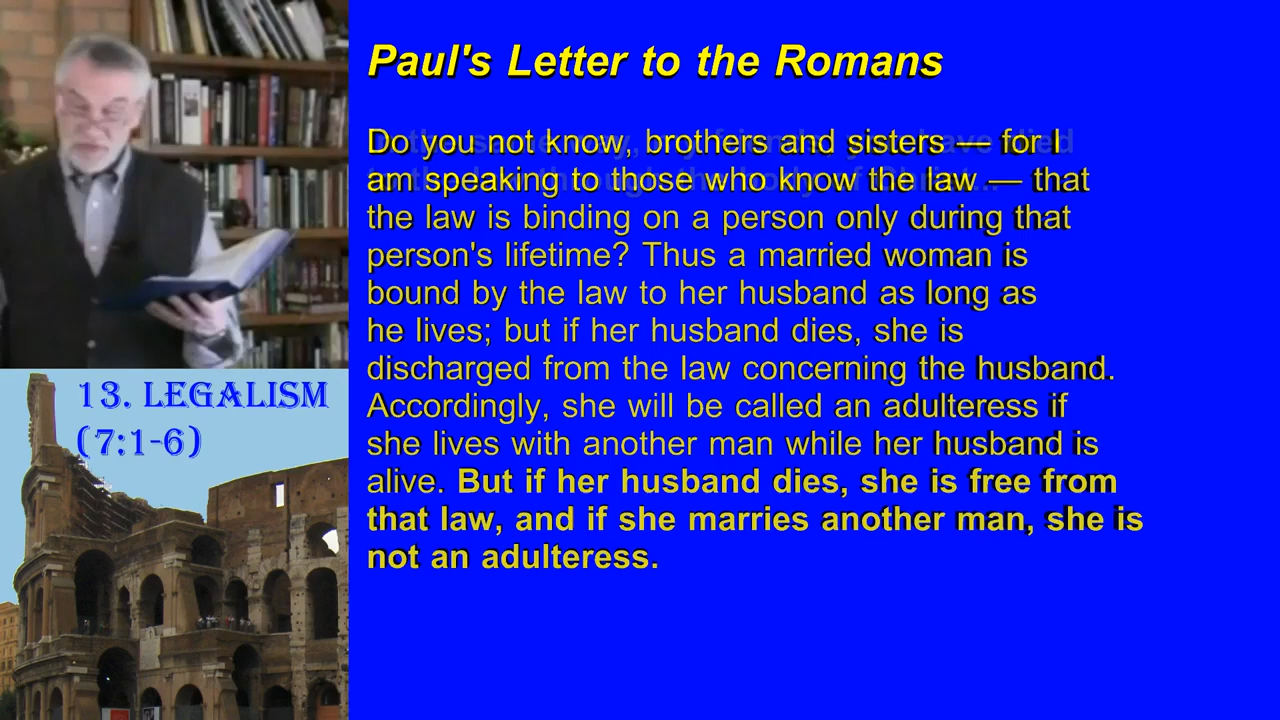 Paul's Letter to the Romans
Do you not know, brothers and sisters — for I
am speaking to those who know the law — that
the law is binding on a person only during that
person's lifetime? Thus a married woman is
bound by the law to her husband as long as
he lives; but if her husband dies, she is
discharged from the law concerning the husband.
Accordingly, she will be called an adulteress if
she lives with another man while her husband is
alive. But if her husband dies, she is free from
that law, and if she marries another man, she is
not an adulteress.
13. LEGALISM
(7:1-6)